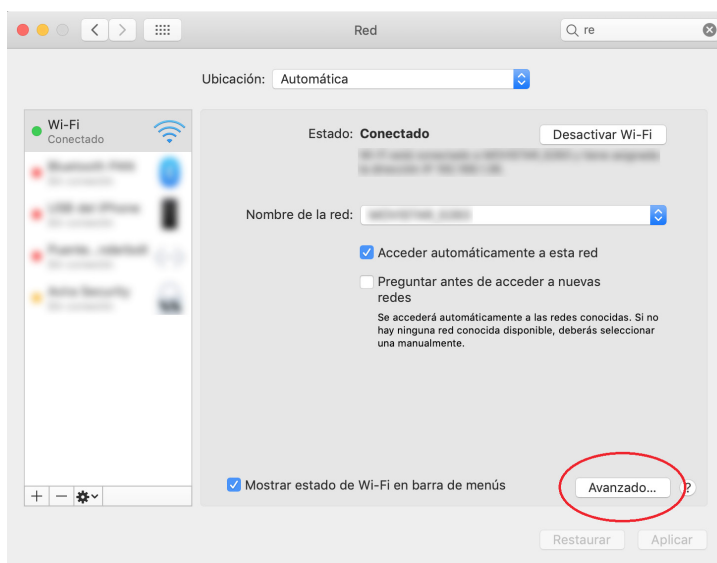 Red
re
Ubicación: Automática
Wi-Fi
Conectado
Estado: Conectado
Desactivar Wi-Fi
Nombre de la red:
Acceder automáticamente a esta red
Preguntar antes de acceder a nuevas
redes
Se accederá automáticamente a las redes conocidas. Si no
hay ninguna red conocida disponible, deberás seleccionar
una manualmente.
Mostrar estado de Wi-Fi en barra de menús
Avanzado...
?
Restaurar
Aplicar